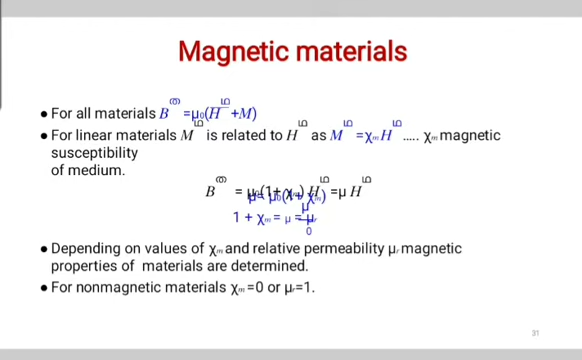 Magnetic materials
● For all materials B =μ₀(H +M)
● For linear materials M is related to H as M =χₘH ..... χₘ magnetic
susceptibility
of medium.
B = μ₀(1+ χₘ) H =μ H
1 + χₘ = μ = μᵣ
0
● Depending on values of χₘ and relative permeability μᵣ magnetic
properties of materials are determined.
● For nonmagnetic materials χₘ =0 or μᵣ=1.
31